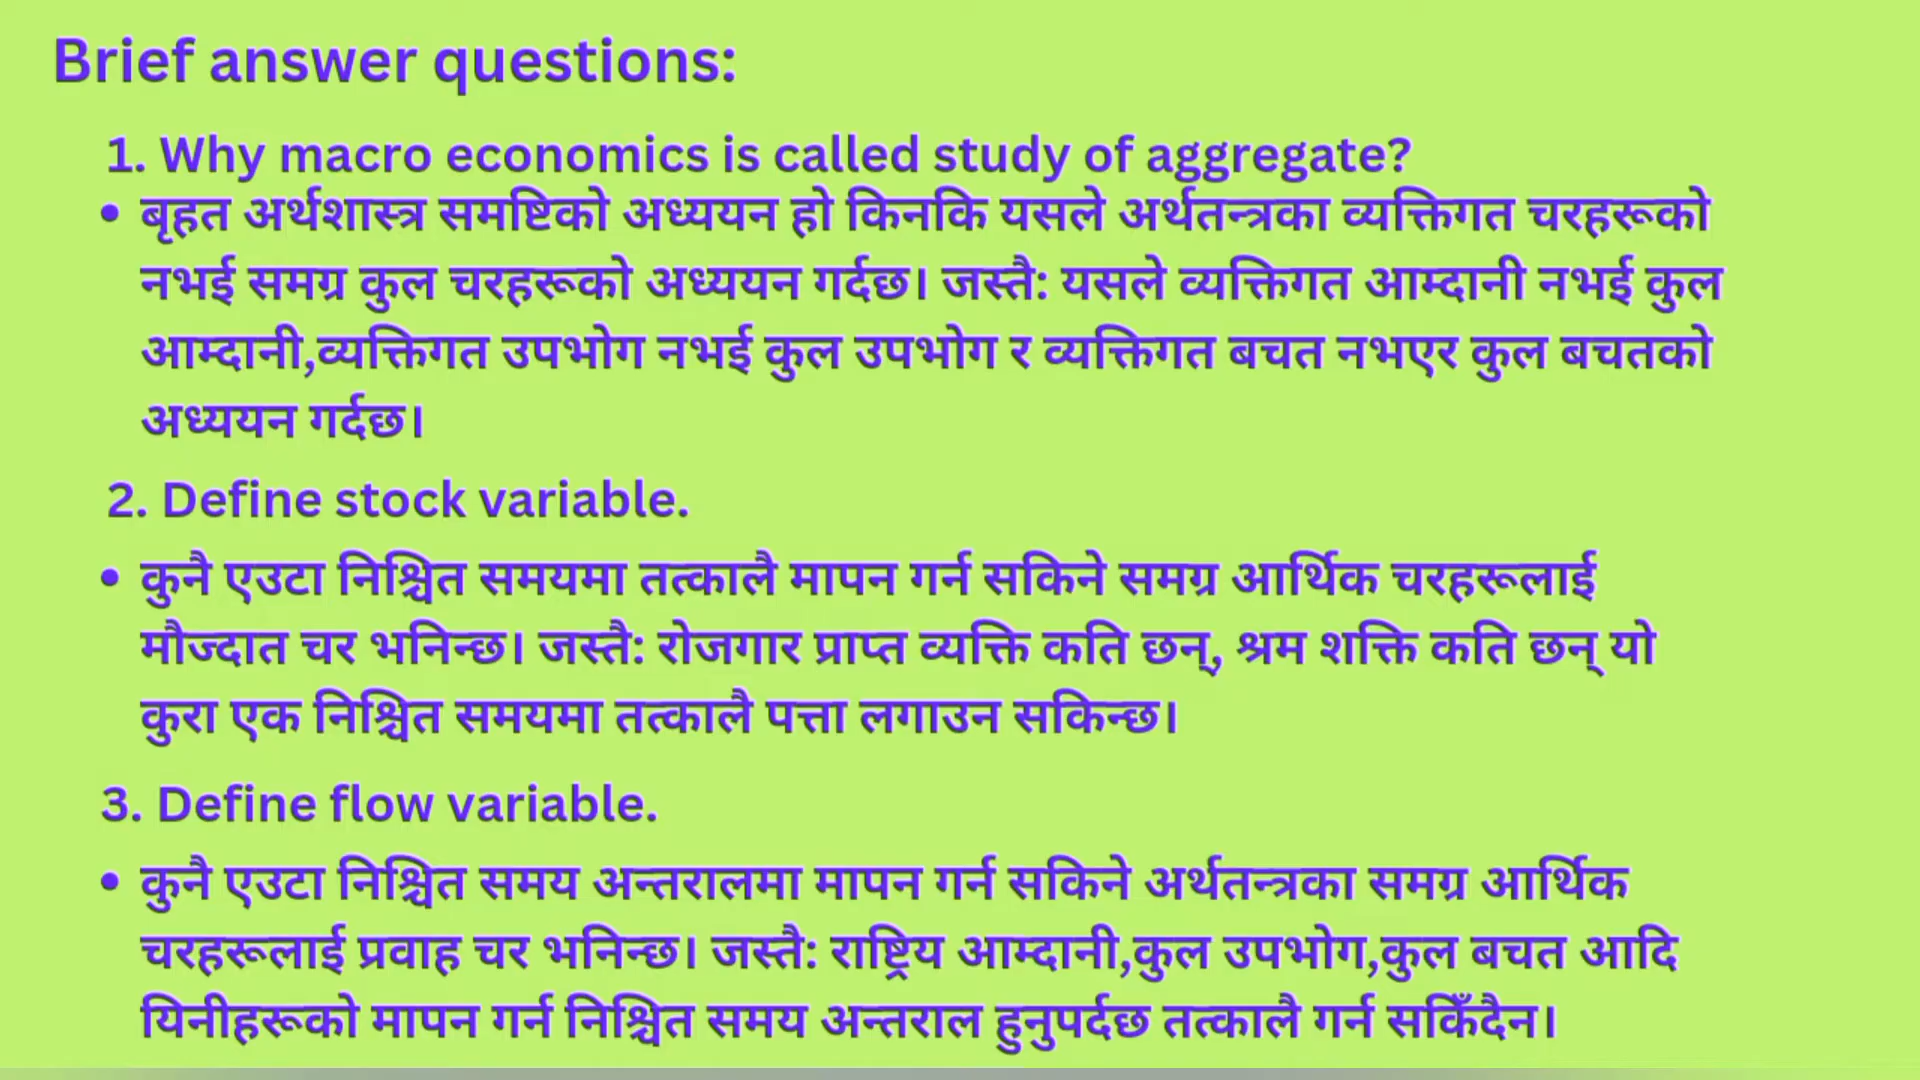 Brief answer questions:
1. Why macro economics is called study of aggregate?
• बृहत अर्थशास्त्र समष्टिको अध्ययन हो किनकि यसले अर्थतन्त्रका व्यक्तिगत चरहरूको
नभई समग्र कुल चरहरूको अध्ययन गर्दछ। जस्तै: यसले व्यक्तिगत आम्दानी नभई कुल
आम्दानी,व्यक्तिगत उपभोग नभई कुल उपभोग र व्यक्तिगत बचत नभएर कुल बचतको
अध्ययन गर्दछ।
2. Define stock variable.
• कुनै एउटा निश्चित समयमा तत्कालै मापन गर्न सकिने समग्र आर्थिक चरहरूलाई
मौज्दात चर भनिन्छ। जस्तै: रोजगार प्राप्त व्यक्ति कति छन्, श्रम शक्ति कति छन् यो
कुरा एक निश्चित समयमा तत्कालै पत्ता लगाउन सकिन्छ।
3. Define flow variable.
• कुनै एउटा निश्चित समय अन्तरालमा मापन गर्न सकिने अर्थतन्त्रका समग्र आर्थिक
चरहरूलाई प्रवाह चर भनिन्छ। जस्तै: राष्ट्रिय आम्दानी,कुल उपभोग,कुल बचत आदि
यिनीहरूको मापन गर्न निश्चित समय अन्तराल हुनुपर्दछ तत्कालै गर्न सकिँदैन।